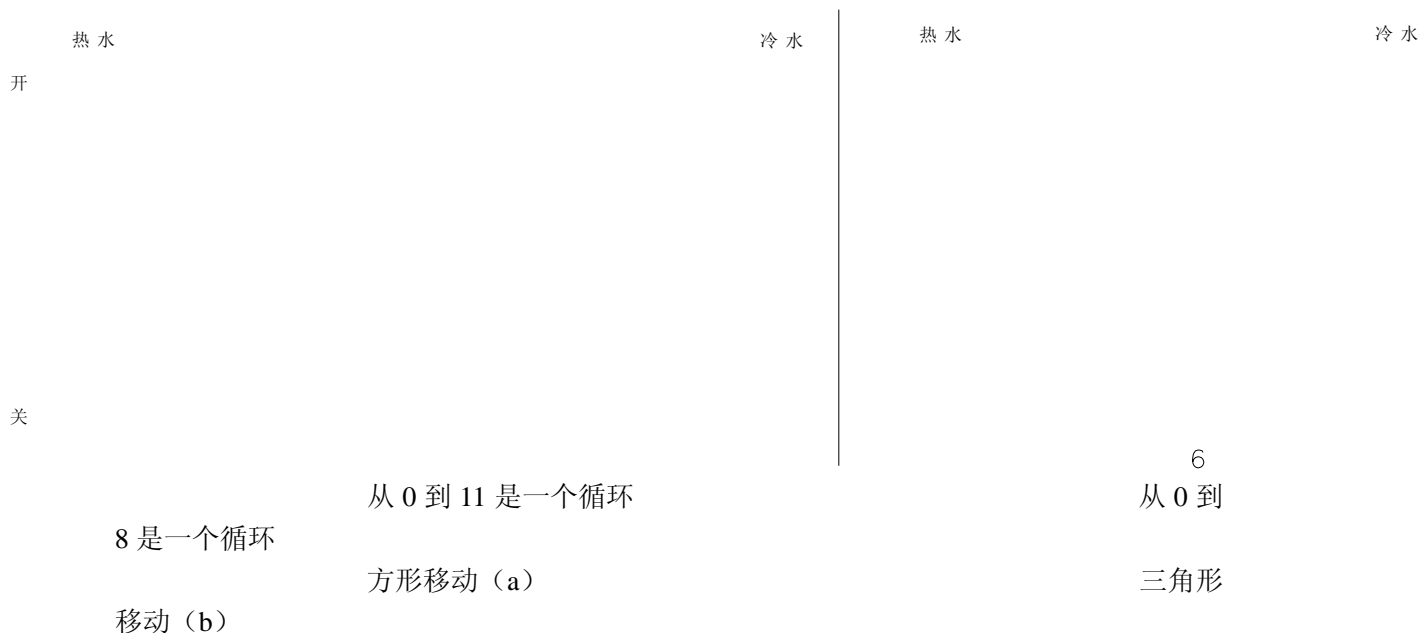 热水 冷水 热水 冷水
开
关
6
从 0 到 11 是一个循环 从 0 到
8 是一个循环
方形移动（a） 三角形
移动（b）